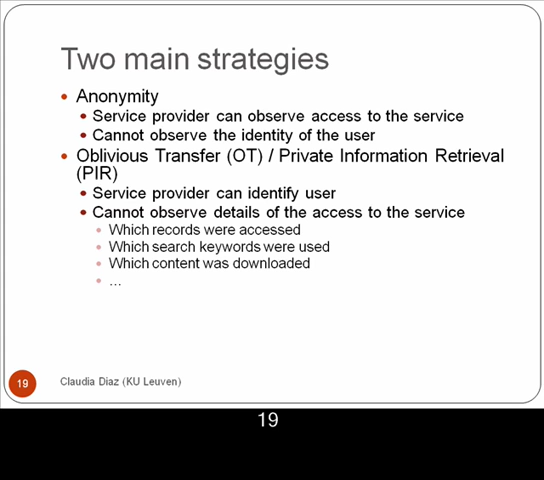 Two main strategies
• Anonymity
• Service provider can observe access to the service
• Cannot observe the identity of the user
• Oblivious Transfer (OT) / Private Information Retrieval
(PIR)
• Service provider can identify user
• Cannot observe details of the access to the service
• Which records were accessed
• Which search keywords were used
• Which content was downloaded
• ...
19 Claudia Diaz (KU Leuven)
19